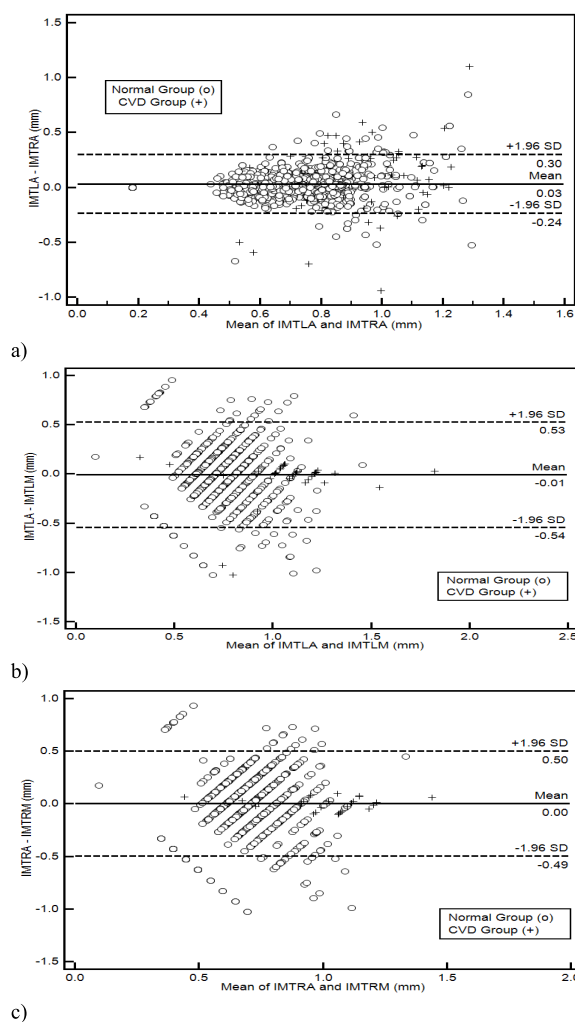 1.5
1.0
0.5
0.0
-0.5
-1.0
IMTLA - IMTRA (mm)
Normal Group (o)
CVD Group (+)
+1.96 SD
0.30
Mean
0.03
-1.96 SD
-0.24
0.0 0.2 0.4 0.6 0.8 1.0 1.2 1.4 1.6
Mean of IMTLA and IMTRA (mm)
a)
1.0
0.5
0.0
-0.5
-1.0
-1.5
IMTLA - IMTLM (mm)
+1.96 SD
0.53
Mean
-0.01
-1.96 SD
-0.54
Normal Group (o)
CVD Group (+)
0.0 0.5 1.0 1.5 2.0 2.5
Mean of IMTLA and IMTLM (mm)
b)
1.0
0.5
0.0
-0.5
-1.0
-1.5
IMTRA - IMTRM (mm)
+1.96 SD
0.50
Mean
0.00
-1.96 SD
-0.49
Normal Group (o)
CVD Group (+)
0.0 0.5 1.0 1.5 2.0
Mean of IMTRA and IMTRM (mm)
c)